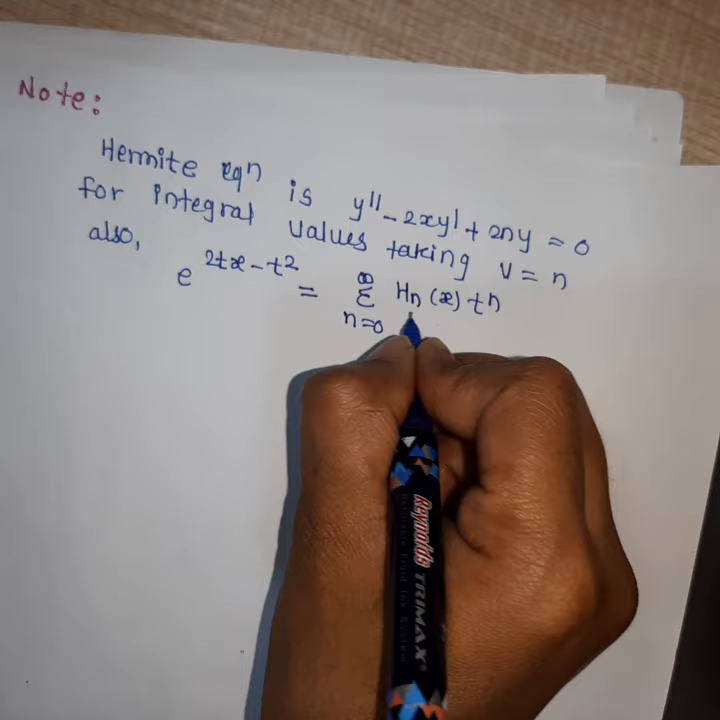 Note:
Hermite eqn is y'' - 2xy' + 2ny = 0
for integral values taking v = n
also,
e^{2tx-t^2} = Σ_{n=0}^{∞} Hn (x) t^n
Reynolds TRIMAX